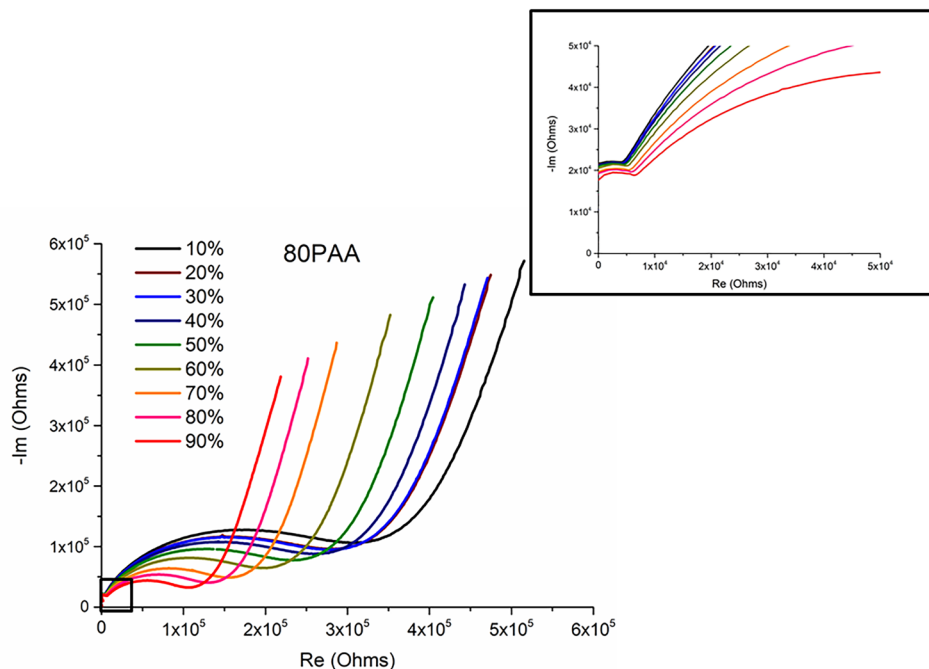 5x10⁴
4x10⁴
3x10⁴
2x10⁴
1x10⁴
0
-Im (Ohms)
0 1x10⁴ 2x10⁴ 3x10⁴ 4x10⁴ 5x10⁴
Re (Ohms)
80PAA
10%
20%
30%
40%
50%
60%
70%
80%
90%
6x10⁵
5x10⁵
4x10⁵
3x10⁵
2x10⁵
1x10⁵
0
-Im (Ohms)
0 1x10⁵ 2x10⁵ 3x10⁵ 4x10⁵ 5x10⁵ 6x10⁵
Re (Ohms)